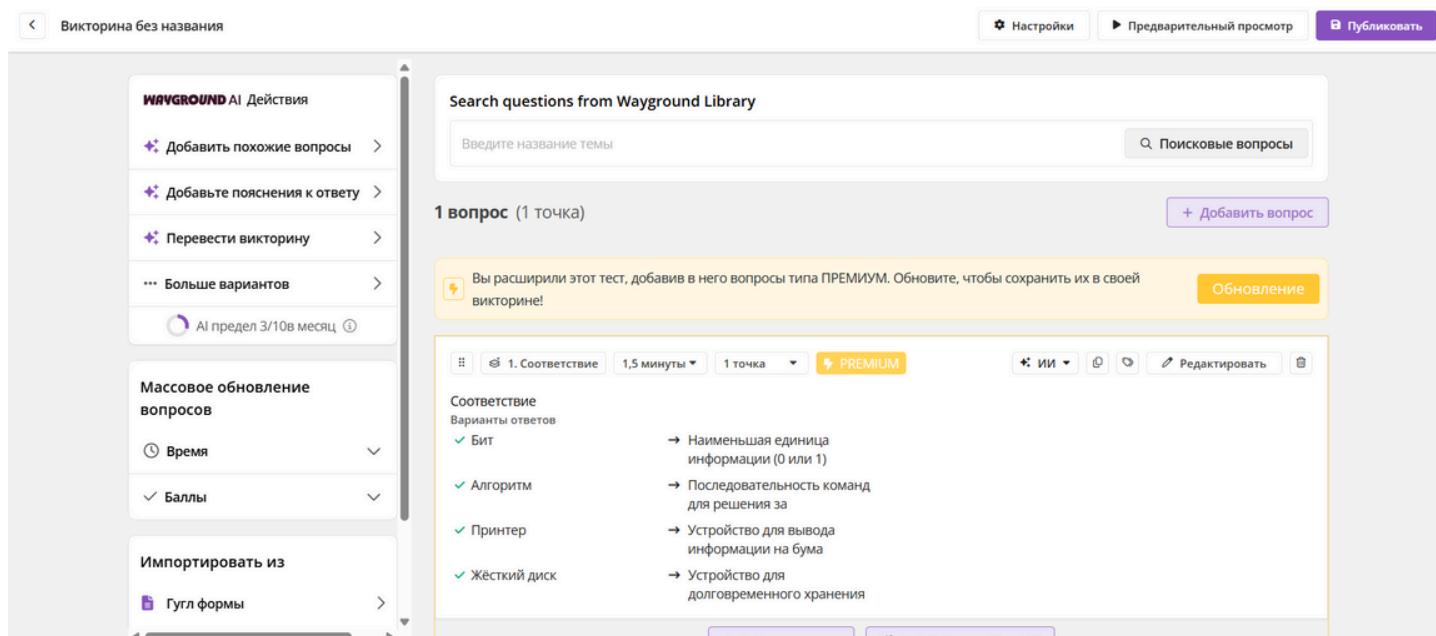 Викторина без названия
Настройки
Предварительный просмотр
Публиковать
WAYGROUND AI Действия
Добавить похожие вопросы
Добавьте пояснения к ответу
Перевести викторину
Больше вариантов
AI предел 3/10в месяц
Массовое обновление
вопросов
Время
Баллы
Импортировать из
Гугл формы
Search questions from Wayground Library
Введите название темы
Поисковые вопросы
1 вопрос (1 точка)
+ Добавить вопрос
Вы расширили этот тест, добавив в него вопросы типа ПРЕМИУМ. Обновите, чтобы сохранить их в своей
викторине!
Обновление
1. Соответствие
1,5 минуты
1 точка
PREMIUM
ИИ
Редактировать
Соответствие
Варианты ответов
Бит → Наименьшая единица
информации (0 или 1)
Алгоритм → Последовательность команд
для решения за
Принтер → Устройство для вывода
информации на бума
Жёсткий диск → Устройство для
долговременного хранения